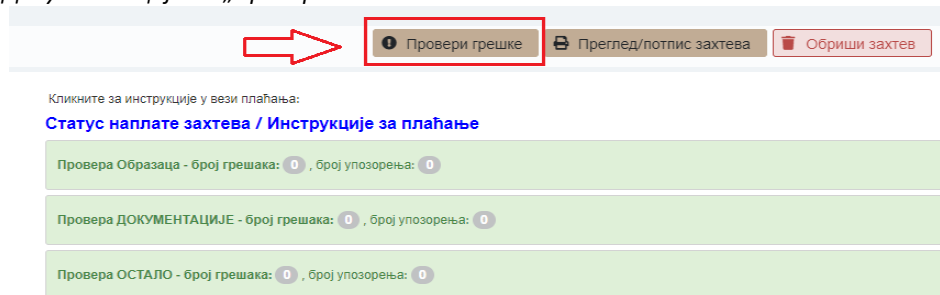 Провери грешке Преглед/потпис захтева Обриши захтев
Кликните за инструкције у вези плаћања:
Статус наплате захтева / Инструкције за плаћање
Провера Образаца - број грешака: 0 , број упозорења: 0
Провера ДОКУМЕНТАЦИЈЕ - број грешака: 0 , број упозорења: 0
Провера ОСТАЛО - број грешака: 0 , број упозорења: 0